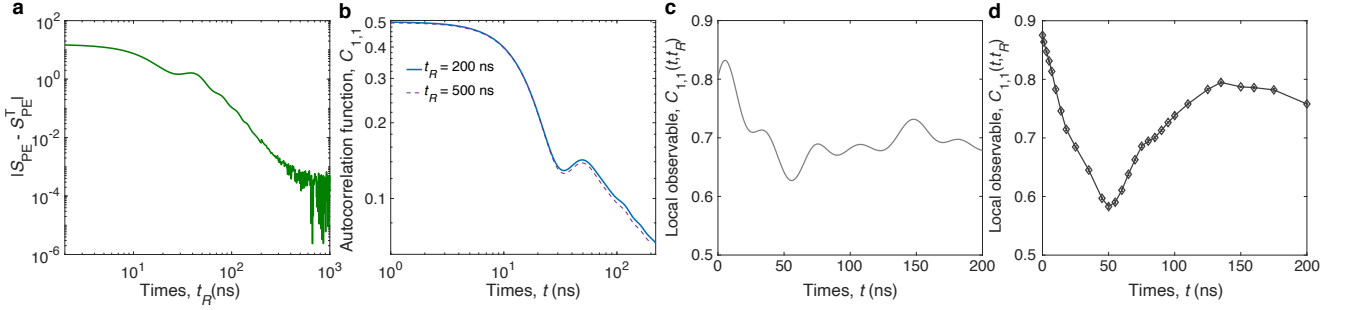 a
|S_PE - S^T_PE|
10^2
10^0
10^-2
10^-4
10^-6
10^1
10^2
10^3
Times, t_R (ns)
b
Autocorrelation function, C_1,1
0.5
0.4
0.3
0.2
0.1
t_R = 200 ns
t_R = 500 ns
10^0
10^1
10^2
Times, t (ns)
c
Local observable, C_1,1(t,t_R)
0.9
0.8
0.7
0.6
0.5
0
50
100
150
200
Times, t (ns)
d
Local observable, C_1,1(t,t_R)
0.9
0.8
0.7
0.6
0.5
0
50
100
150
200
Times, t (ns)